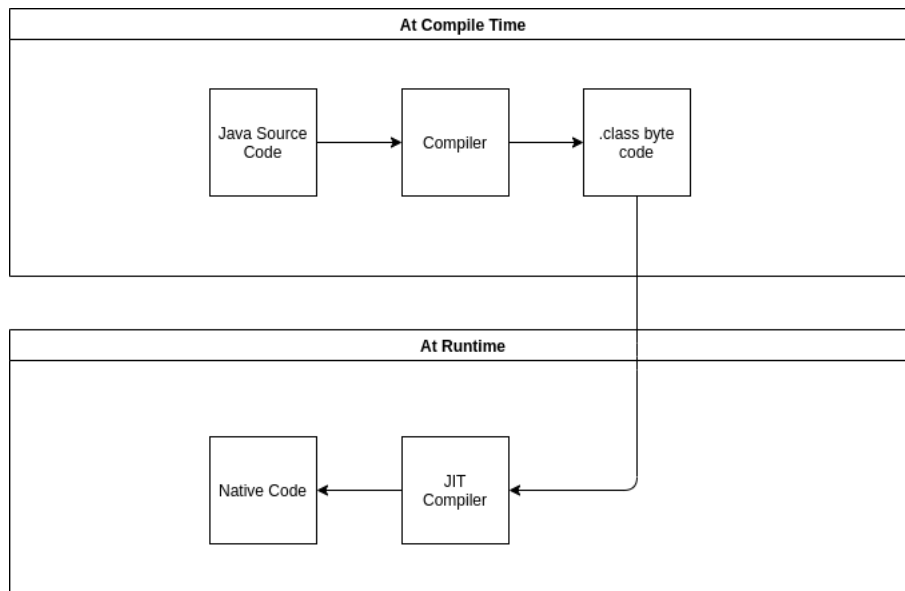 At Compile Time
Java Source
Code
Compiler
.class byte
code
At Runtime
Native Code
JIT
Compiler